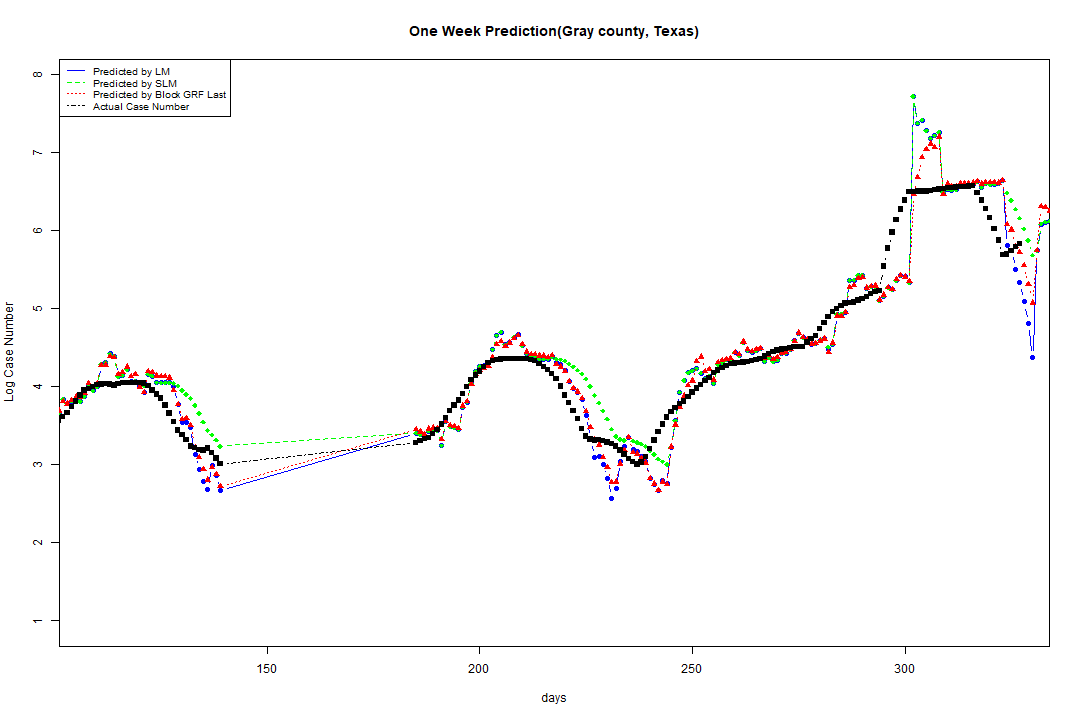 One Week Prediction(Gray county, Texas)
Predicted by LM
Predicted by SLM
Predicted by Block GRF Last
Actual Case Number
8
7
6
5
4
3
2
1
Log Case Number
150 200 250 300
days